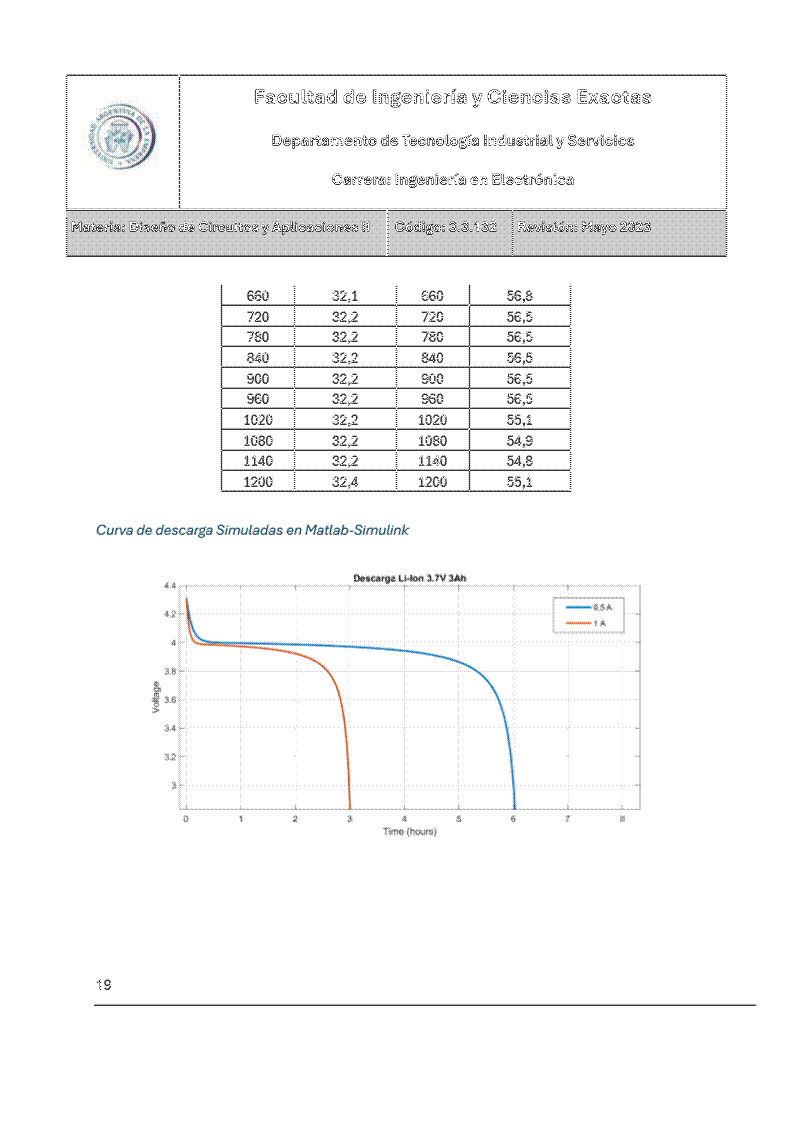 Facultad de Ingeniería y Ciencias Exactas
Departamento de Tecnología Industrial y Servicios
Carrera: Ingeniería en Electrónica
Materia: Diseño de Circuitos y Aplicaciones II Código: 3.3.132 Revisión: Mayo 2023
660 32,1 660 56,8
720 32,2 720 56,5
780 32,2 780 56,5
840 32,2 840 56,5
900 32,2 900 56,5
960 32,2 960 56,5
1020 32,2 1020 55,1
1080 32,2 1080 54,9
1140 32,2 1140 54,8
1200 32,4 1200 55,1
Curva de descarga Simuladas en Matlab-Simulink
Descarga Li-Ion 3.7V 3Ah
4.4
4.2
4
3.8
3.6
3.4
3.2
3
Voltage
0.5 A
1 A
0 1 2 3 4 5 6 7 8
Time (hours)
19